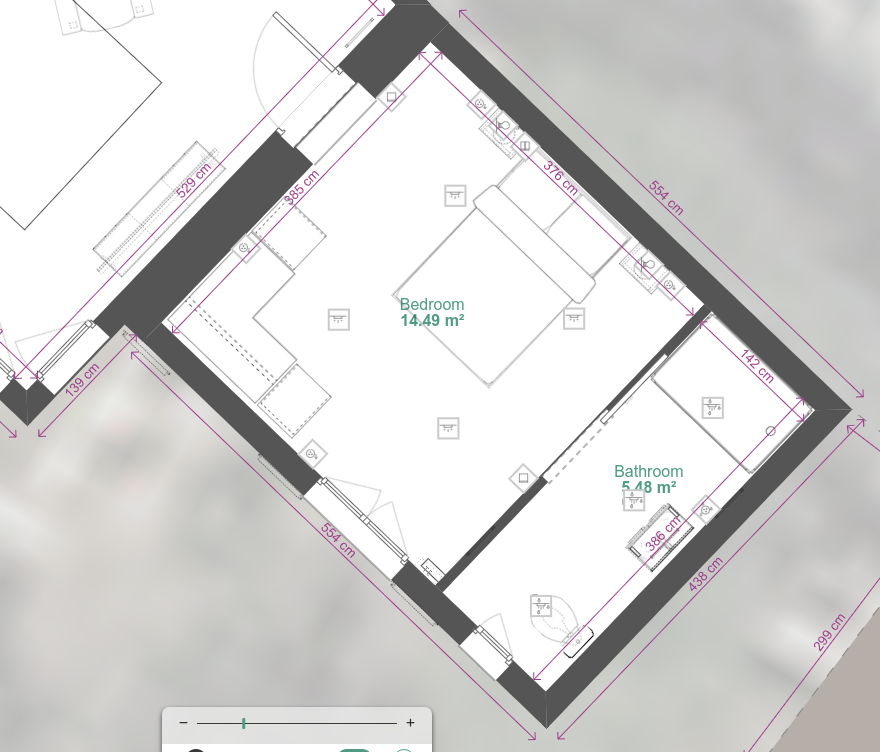 529 cm
385 cm
376 cm
554 cm
Bedroom
14.49 m²
139 cm
142 cm
Bathroom
5.48 m²
386 cm
554 cm
438 cm
299 cm
− +